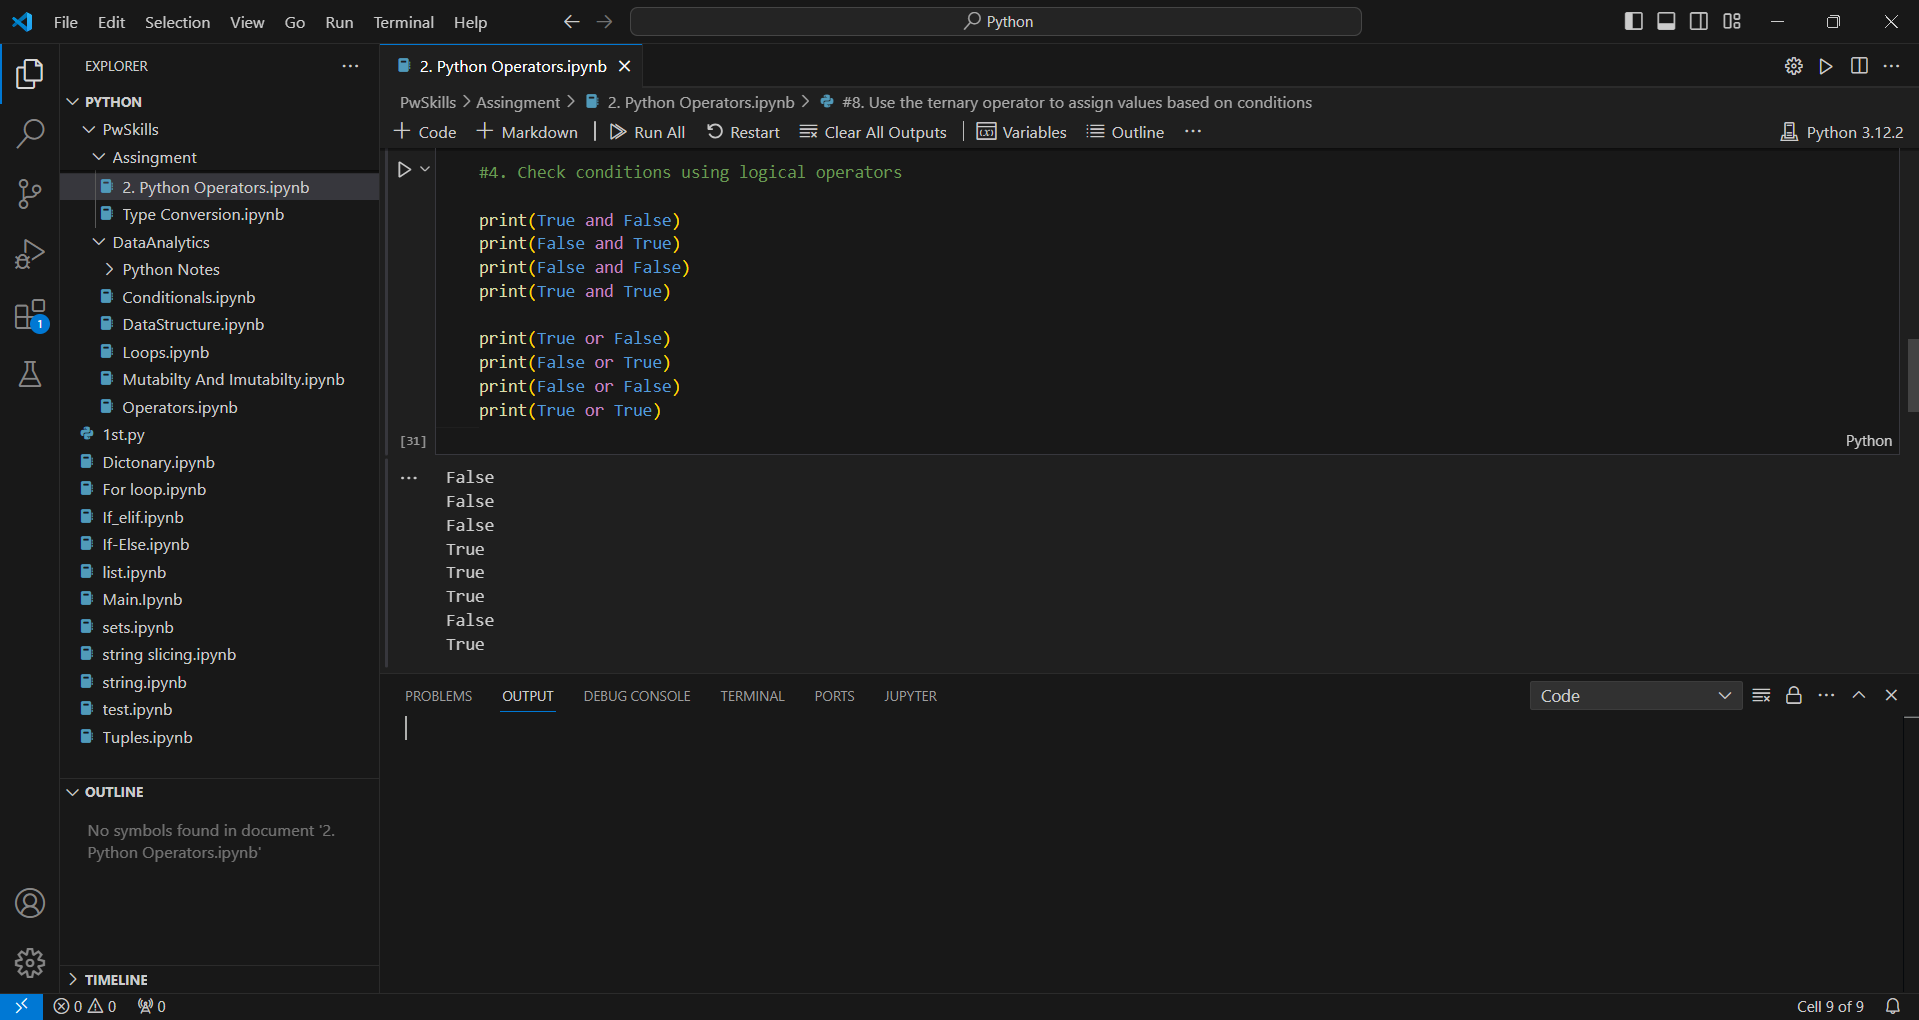 File Edit Selection View Go Run Terminal Help
Python
EXPLORER
PYTHON
PwSkills
Assingment
2. Python Operators.ipynb
Type Conversion.ipynb
DataAnalytics
Python Notes
Conditionals.ipynb
DataStructure.ipynb
Loops.ipynb
Mutabilty And Imutabilty.ipynb
Operators.ipynb
1st.py
Dictonary.ipynb
For loop.ipynb
If_elif.ipynb
If-Else.ipynb
list.ipynb
Main.Ipynb
sets.ipynb
string slicing.ipynb
string.ipynb
test.ipynb
Tuples.ipynb
OUTLINE
No symbols found in document '2.
Python Operators.ipynb'
TIMELINE
1
2. Python Operators.ipynb
PwSkills > Assingment > 2. Python Operators.ipynb > #8. Use the ternary operator to assign values based on conditions
+ Code + Markdown | Run All Restart Clear All Outputs | Variables Outline ...
Python 3.12.2
#4. Check conditions using logical operators
print(True and False)
print(False and True)
print(False and False)
print(True and True)
print(True or False)
print(False or True)
print(False or False)
print(True or True)
[31]
Python
False
False
False
True
True
True
False
True
PROBLEMS OUTPUT DEBUG CONSOLE TERMINAL PORTS JUPYTER
Code
0 0 0
Cell 9 of 9